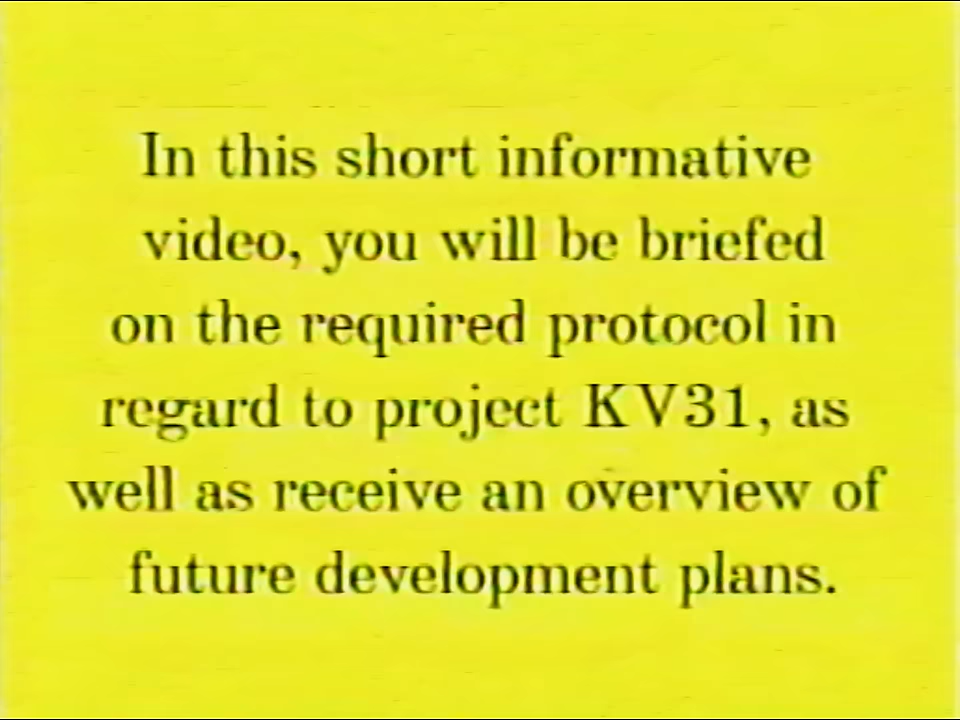 In this short informative
video, you will be briefed
on the required protocol in
regard to project KV31, as
well as receive an overview of
future development plans.